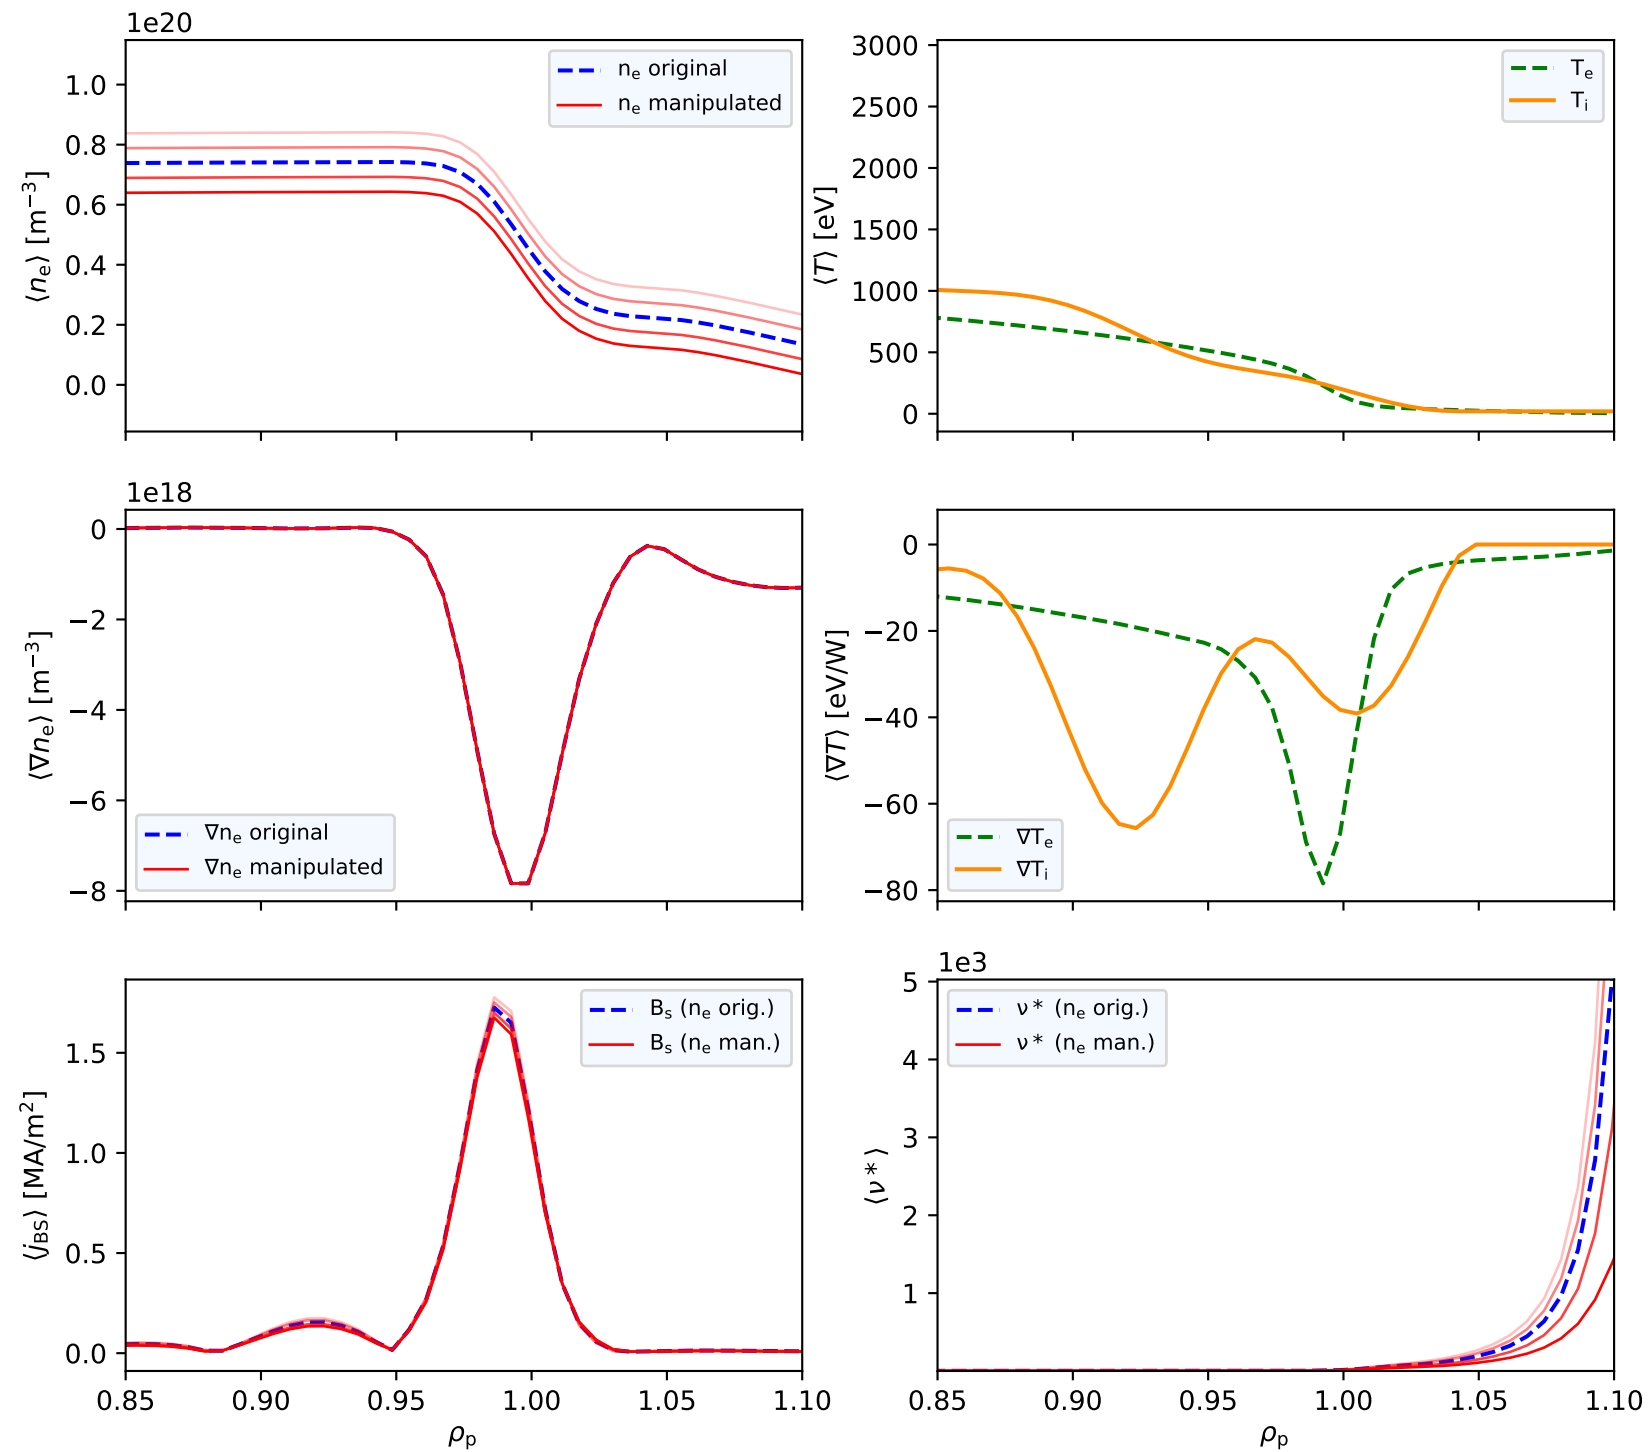 1e20
1.0
0.8
0.6
0.4
0.2
0.0
⟨nₑ⟩ [m⁻³]
nₑ original
nₑ manipulated
3000
2500
2000
1500
1000
500
0
⟨T⟩ [eV]
Tₑ
Tᵢ
1e18
0
−2
−4
−6
−8
⟨∇nₑ⟩ [m⁻³]
∇nₑ original
∇nₑ manipulated
0
−20
−40
−60
−80
⟨∇T⟩ [eV/W]
∇Tₑ
∇Tᵢ
1.5
1.0
0.5
0.0
⟨j_BS⟩ [MA/m²]
Bₛ (nₑ orig.)
Bₛ (nₑ man.)
0.85 0.90 0.95 1.00 1.05 1.10
ρₚ
1e3
5
4
3
2
1
⟨ν*⟩
ν* (nₑ orig.)
ν* (nₑ man.)
0.85 0.90 0.95 1.00 1.05 1.10
ρₚ